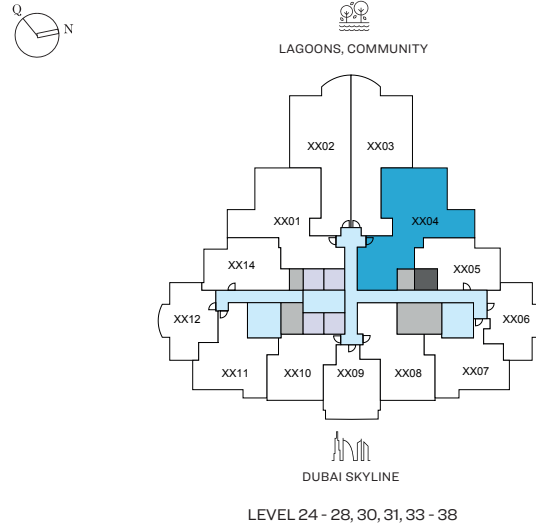 Q
N
LAGOONS, COMMUNITY
XX02
XX03
XX01
XX04
XX14
XX05
XX12
XX06
XX11
XX10
XX09
XX08
XX07
DUBAI SKYLINE
LEVEL 24 - 28, 30, 31, 33 - 38